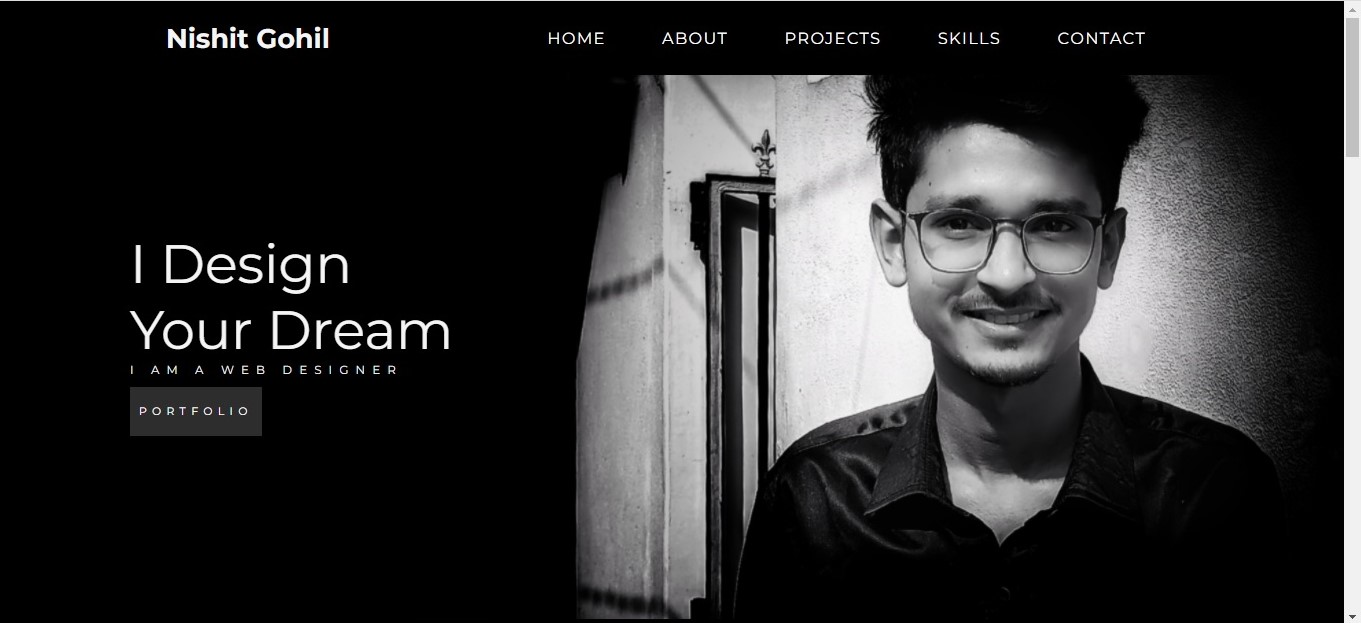 Nishit Gohil
HOME ABOUT PROJECTS SKILLS CONTACT
I Design
Your Dream
I AM A WEB DESIGNER
PORTFOLIO